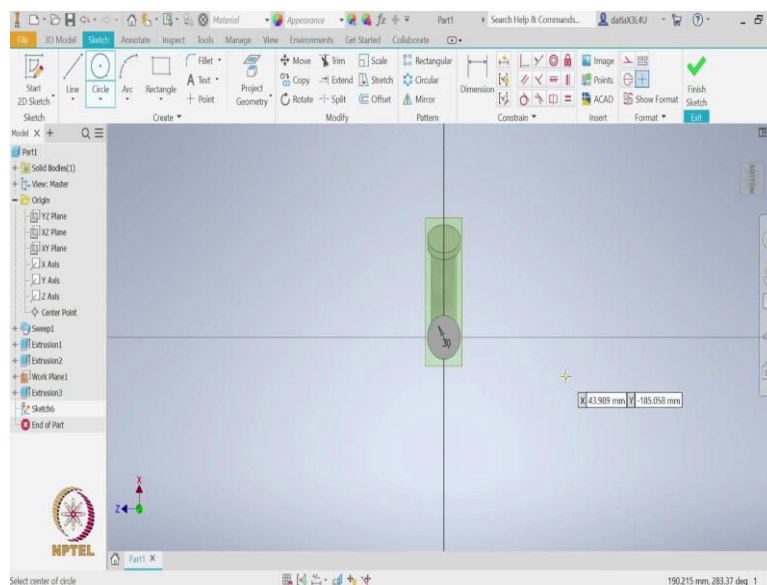 Material
Appearance
fx
Part1
Search Help & Commands...
datlaX3L4U
File 3D Model Sketch Annotate Inspect Tools Manage View Environments Get Started Collaborate
Start
2D Sketch
Line
Circle
Arc
Rectangle
Fillet
Text
Point
Project
Geometry
Move
Copy
Rotate
Trim
Extend
Split
Scale
Stretch
Offset
Rectangular
Circular
Mirror
Dimension
Image
Points
ACAD
Show Format
Finish
Sketch
Sketch
Create
Modify
Pattern
Constrain
Insert
Format
Exit
Model
Part1
Solid Bodies(1)
View: Master
Origin
YZ Plane
XZ Plane
XY Plane
X Axis
Y Axis
Z Axis
Center Point
Sweep1
Extrusion1
Extrusion2
Work Plane1
Extrusion3
Sketch6
End of Part
BOTTOM
30
X 43.989 mm Y -185.058 mm
X
Z
NPTEL
Part1 X
Select center of circle
190.215 mm, 283.37 deg 1